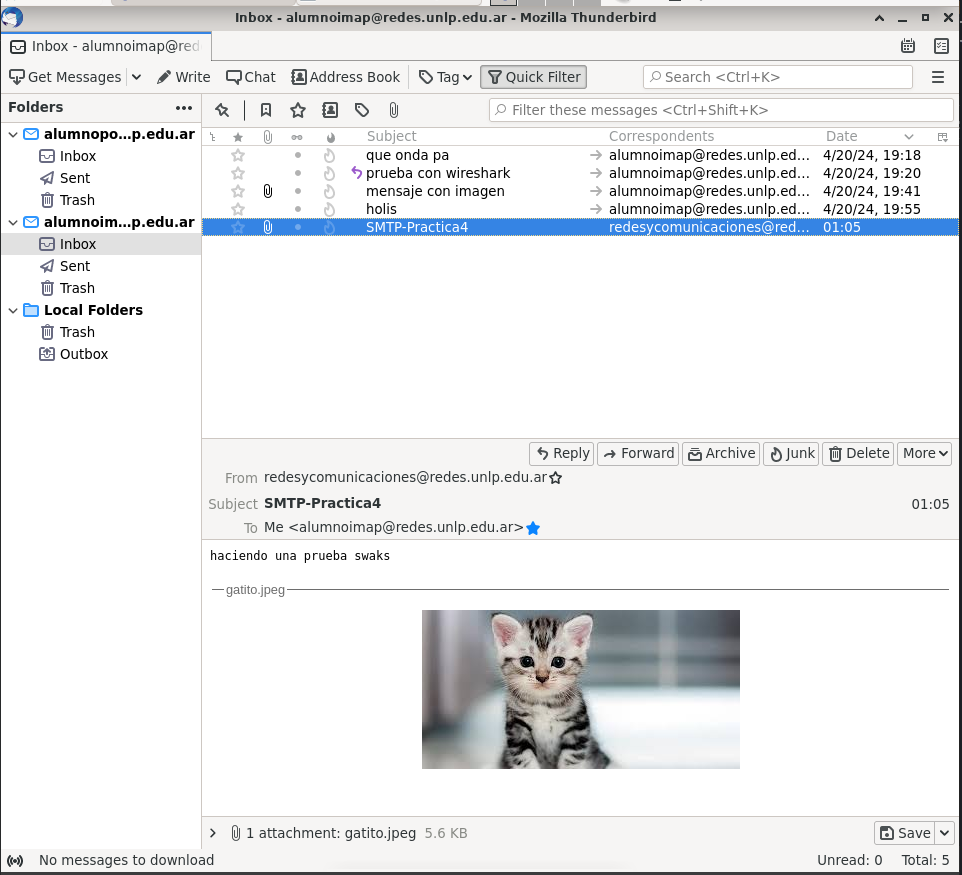 Inbox - alumnoimap@redes.unlp.edu.ar - Mozilla Thunderbird
Inbox - alumnoimap@red
Get Messages Write Chat Address Book Tag Quick Filter Search <Ctrl+K>
Folders
Filter these messages <Ctrl+Shift+K>
alumnopo...p.edu.ar
Inbox
Sent
Trash
alumnoim...p.edu.ar
Inbox
Sent
Trash
Local Folders
Trash
Outbox
Subject Correspondents Date
que onda pa alumnoimap@redes.unlp.ed... 4/20/24, 19:18
prueba con wireshark alumnoimap@redes.unlp.ed... 4/20/24, 19:20
mensaje con imagen alumnoimap@redes.unlp.ed... 4/20/24, 19:41
holis alumnoimap@redes.unlp.ed... 4/20/24, 19:55
SMTP-Practica4 redesycomunicaciones@red... 01:05
Reply Forward Archive Junk Delete More
From redesycomunicaciones@redes.unlp.edu.ar
Subject SMTP-Practica4 01:05
To Me <alumnoimap@redes.unlp.edu.ar>
haciendo una prueba swaks
gatito.jpeg
1 attachment: gatito.jpeg 5.6 KB Save
No messages to download Unread: 0 Total: 5